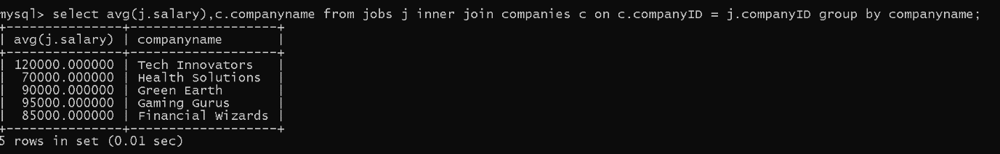 mysql> select avg(j.salary),c.companyname from jobs j inner join companies c on c.companyID = j.companyID group by companyname;
+---------------+-------------------+
| avg(j.salary) | companyname       |
+---------------+-------------------+
| 120000.000000 | Tech Innovators   |
|  70000.000000 | Health Solutions  |
|  90000.000000 | Green Earth       |
|  95000.000000 | Gaming Gurus      |
|  85000.000000 | Financial Wizards |
+---------------+-------------------+
5 rows in set (0.01 sec)